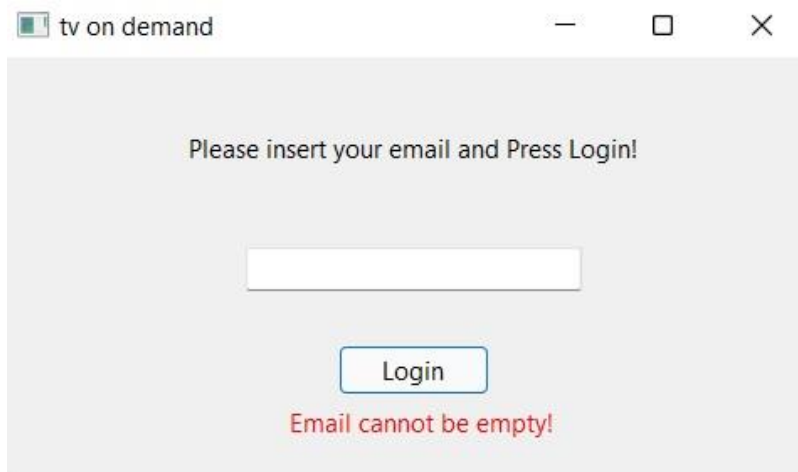 tv on demand
Please insert your email and Press Login!
Login
Email cannot be empty!